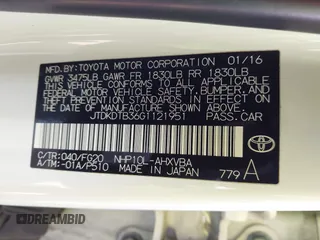 MFD. BY: TOYOTA MOTOR CORPORATION 01/16
GVWR 3475LB GAWR FR 1830LB RR 1830LB
THIS VEHICLE CONFORMS TO ALL APPLICABLE
FEDERAL MOTOR VEHICLE SAFETY, BUMPER, AND
THEFT PREVENTION STANDARDS IN EFFECT ON THE DATE
OF MANUFACTURE SHOWN ABOVE.
JTDKDTB36G1121951 PASS. CAR
C/TR: 040/FG20 NHP10L-AHXVBA
A/TM: -01A/P510 MADE IN JAPAN 779 A
DREAMBID